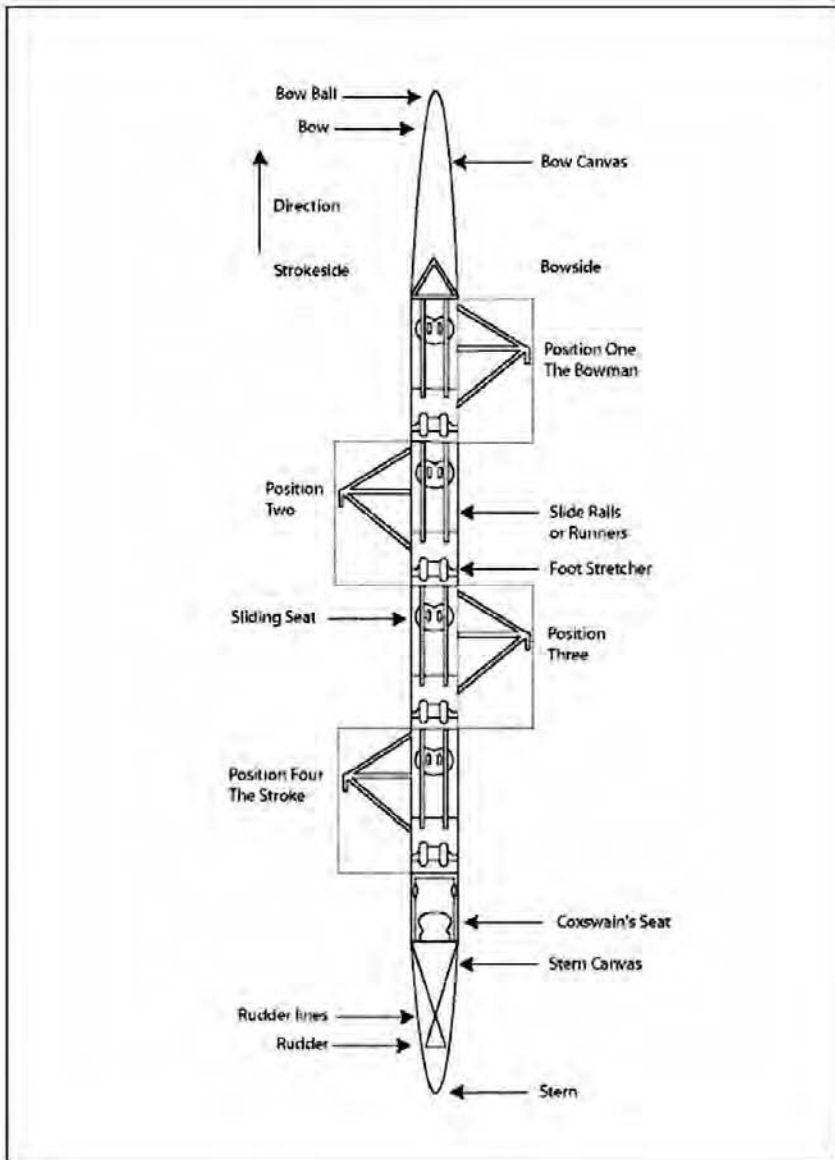 Bow Ball
Bow
Bow Canvas
Direction
Strokeside
Bowside
Position One
The Bowman
Position
Two
Slide Rails
or Runners
Foot Stretcher
Sliding Seat
Position
Three
Position Four
The Stroke
Coxswain's Seat
Stern Canvas
Rudder lines
Rudder
Stern